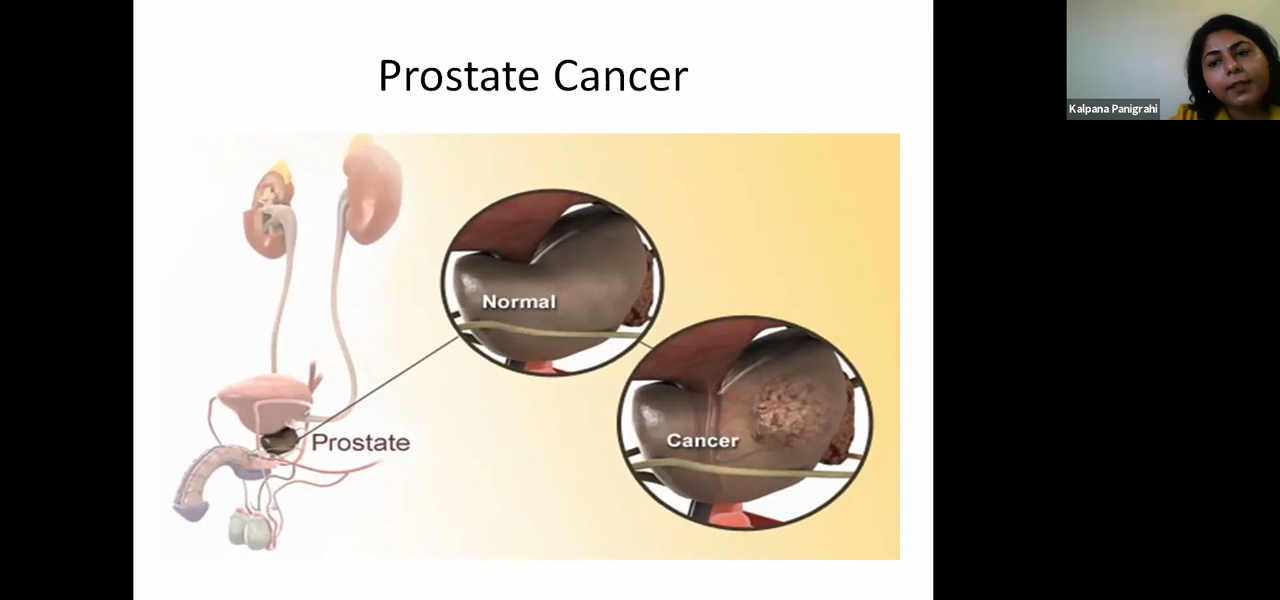 Prostate Cancer
Kalpana Panigrahi
Normal
Cancer
Prostate